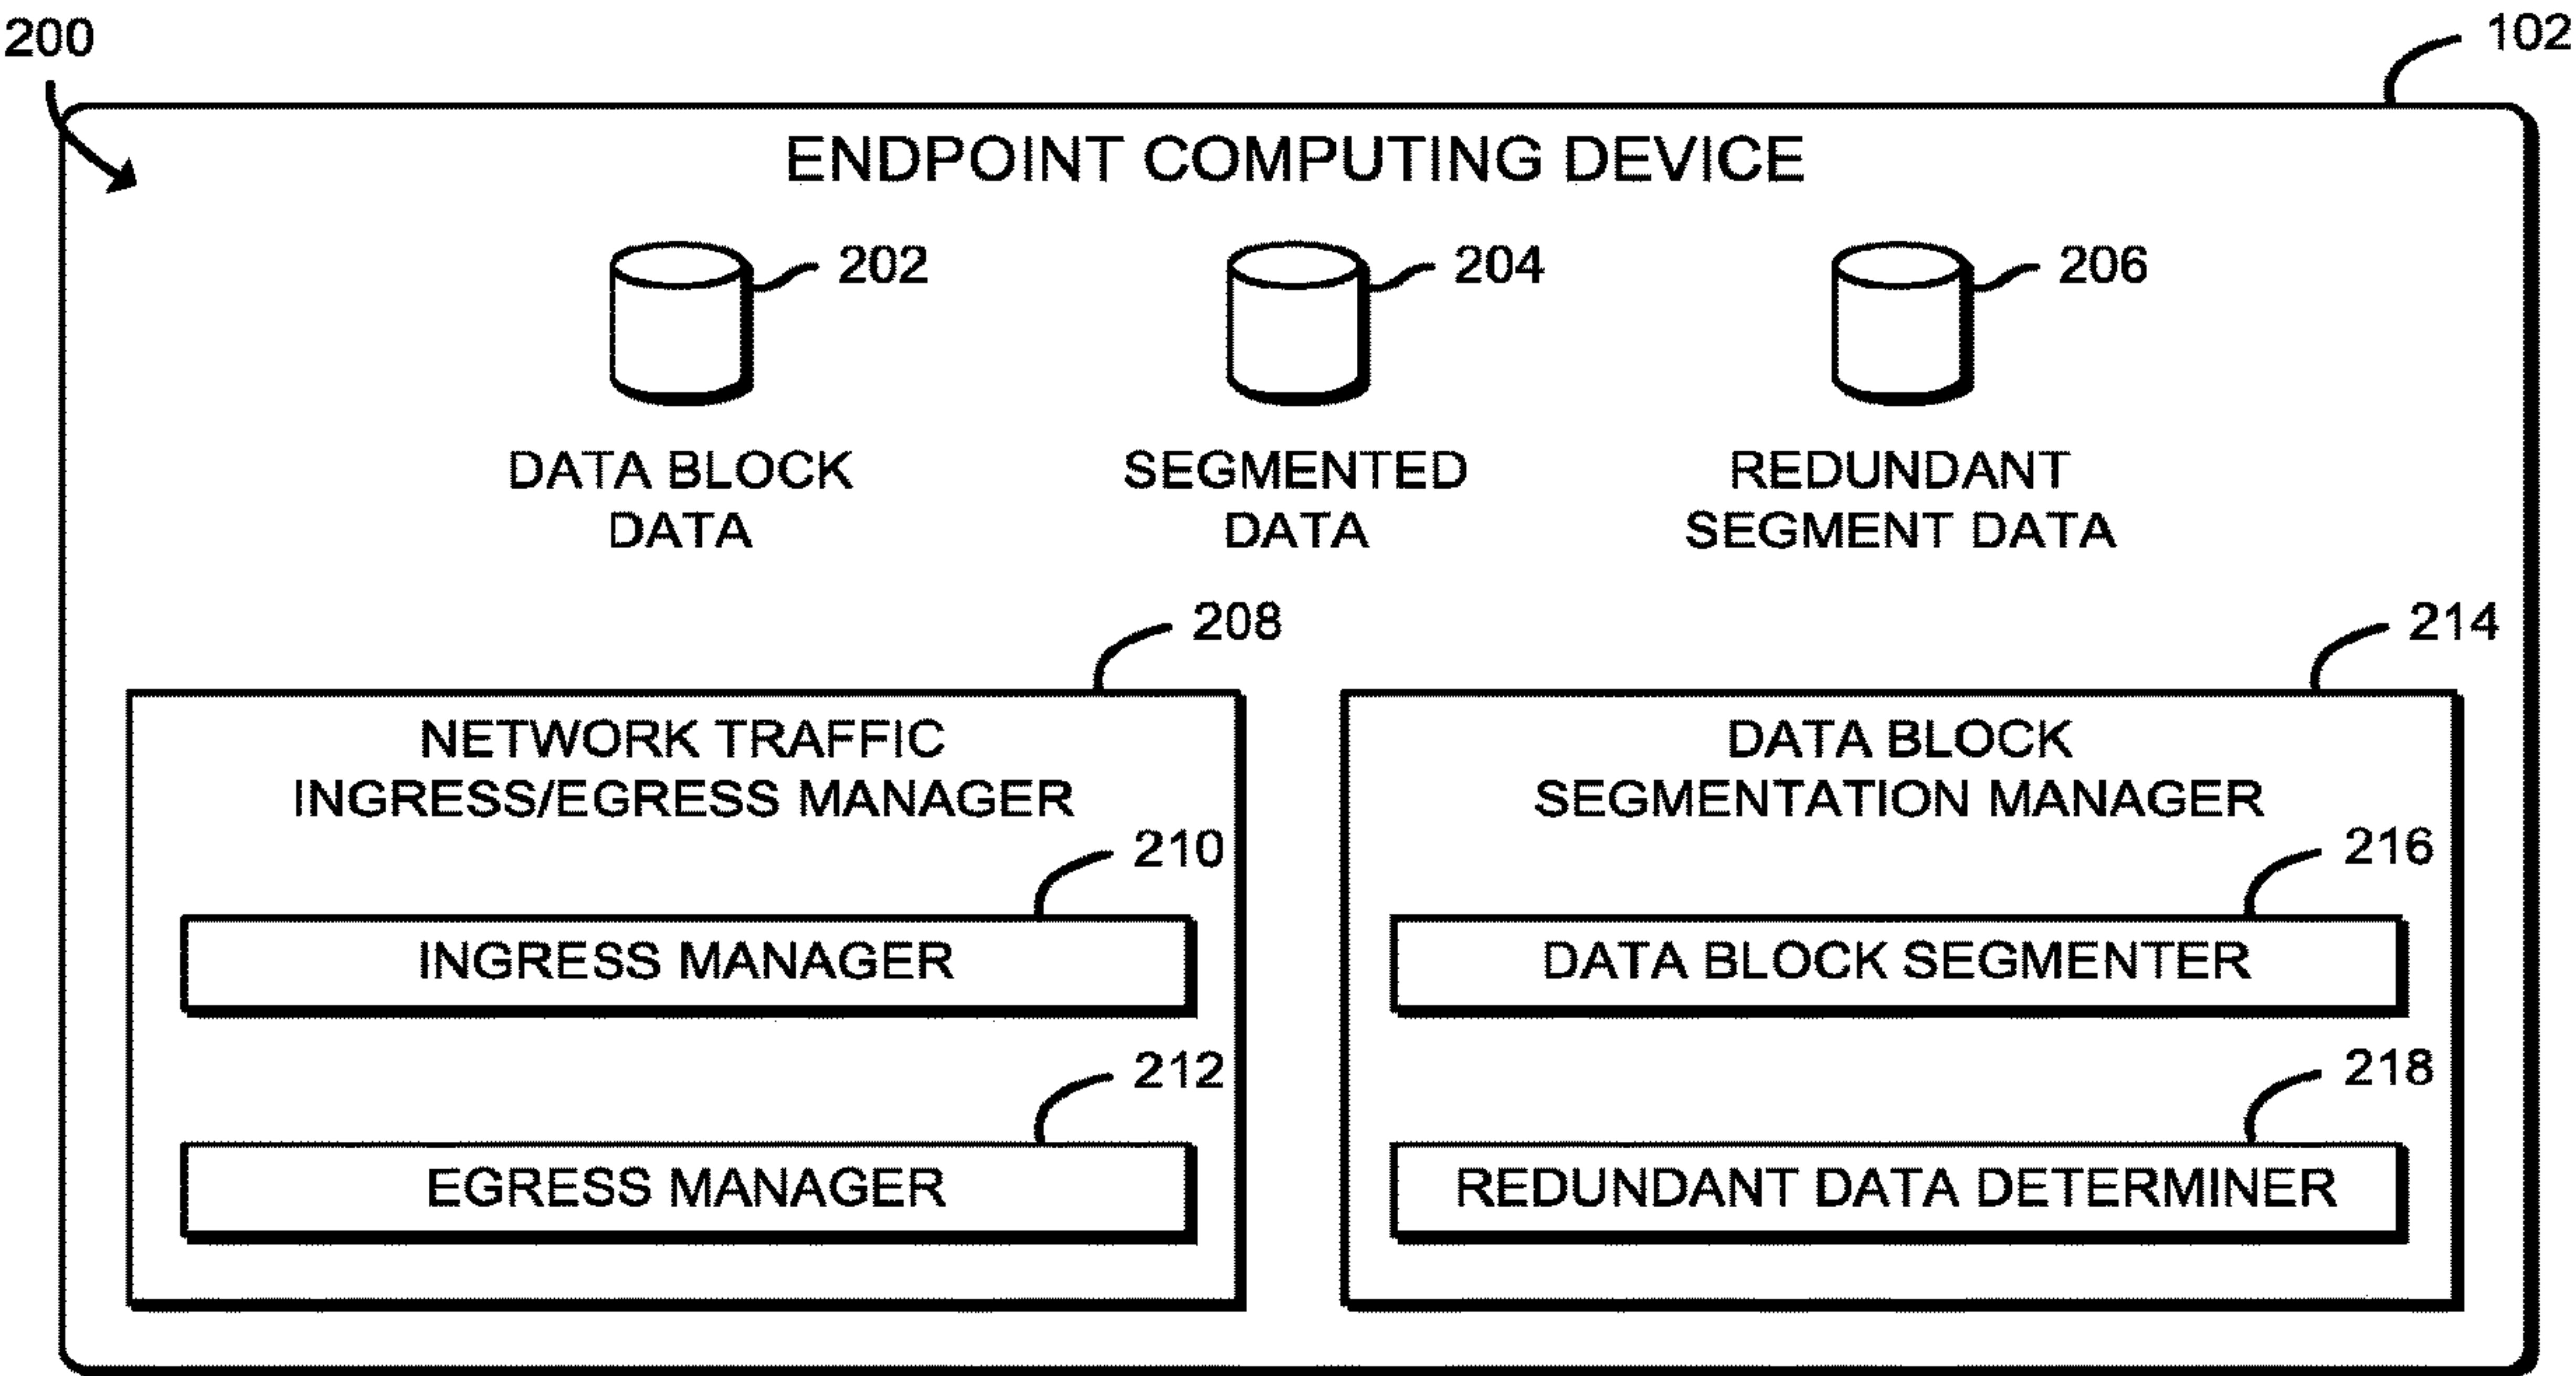 200
102
ENDPOINT COMPUTING DEVICE
202
204
206
DATA BLOCK
DATA
SEGMENTED
DATA
REDUNDANT
SEGMENT DATA
208
214
NETWORK TRAFFIC
INGRESS/EGRESS MANAGER
210
INGRESS MANAGER
212
EGRESS MANAGER
DATA BLOCK
SEGMENTATION MANAGER
216
DATA BLOCK SEGMENTER
218
REDUNDANT DATA DETERMINER